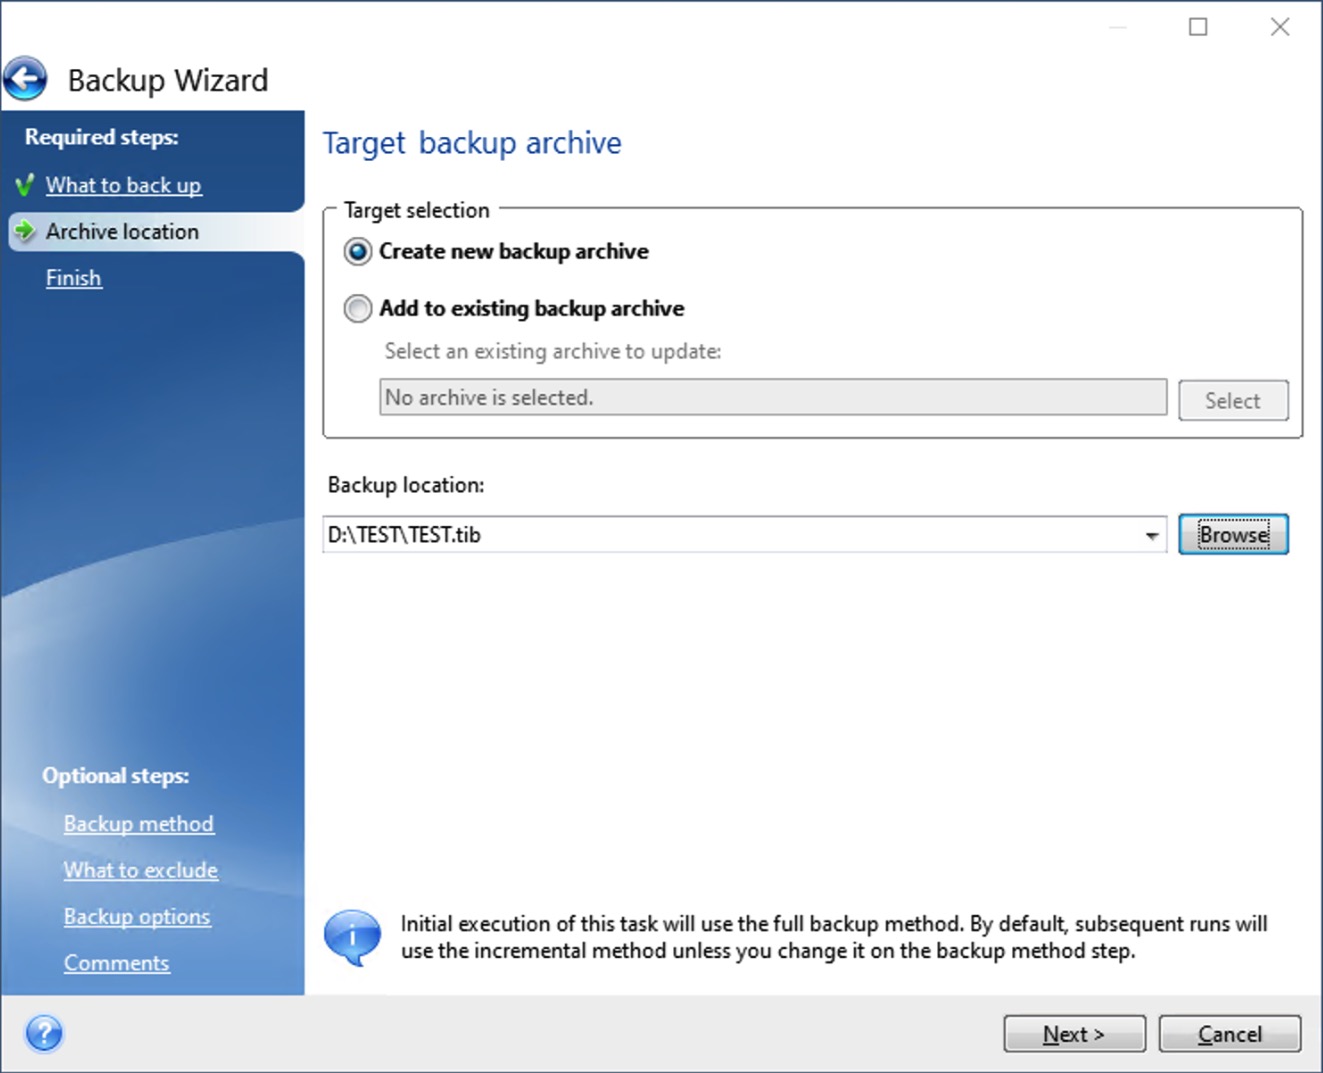 Backup Wizard
Required steps:
What to back up
Archive location
Finish
Optional steps:
Backup method
What to exclude
Backup options
Comments
Target backup archive
Target selection
Create new backup archive
Add to existing backup archive
Select an existing archive to update:
No archive is selected.
Select
Backup location:
D:\TEST\TEST.tib
Browse
Initial execution of this task will use the full backup method. By default, subsequent runs will
use the incremental method unless you change it on the backup method step.
Next >
Cancel